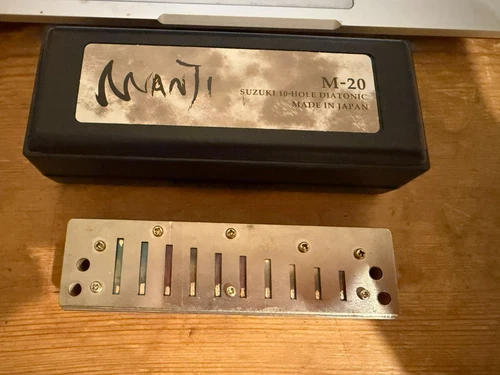 MANJI
M-20
SUZUKI 10-HOLE DIATONIC
MADE IN JAPAN